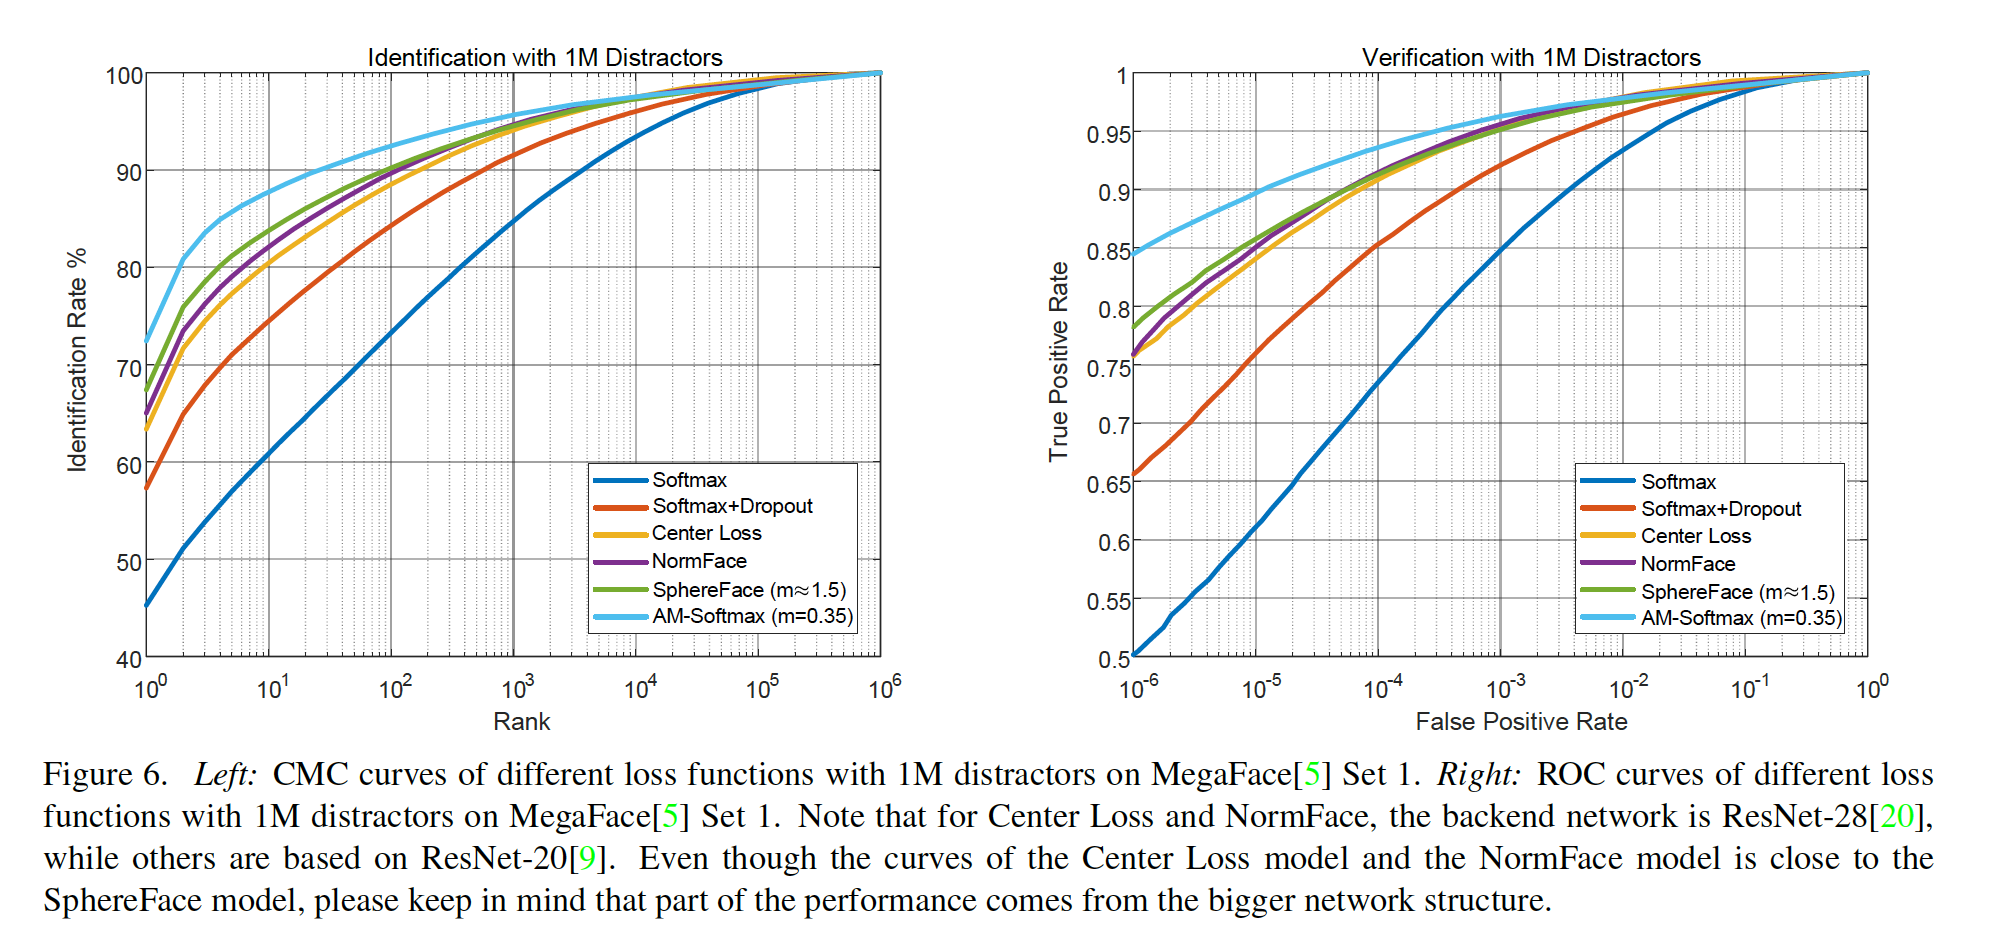 Identification with 1M Distractors
100
90
80
70
60
50
40
Identification Rate %
10^0 10^1 10^2 10^3 10^4 10^5 10^6
Rank
Softmax
Softmax+Dropout
Center Loss
NormFace
SphereFace (m≈1.5)
AM-Softmax (m=0.35)
Verification with 1M Distractors
1
0.95
0.9
0.85
0.8
0.75
0.7
0.65
0.6
0.55
0.5
True Positive Rate
10^-6 10^-5 10^-4 10^-3 10^-2 10^-1 10^0
False Positive Rate
Softmax
Softmax+Dropout
Center Loss
NormFace
SphereFace (m≈1.5)
AM-Softmax (m=0.35)
Figure 6. Left: CMC curves of different loss functions with 1M distractors on MegaFace[5] Set 1. Right: ROC curves of different loss
functions with 1M distractors on MegaFace[5] Set 1. Note that for Center Loss and NormFace, the backend network is ResNet-28[20],
while others are based on ResNet-20[9]. Even though the curves of the Center Loss model and the NormFace model is close to the
SphereFace model, please keep in mind that part of the performance comes from the bigger network structure.